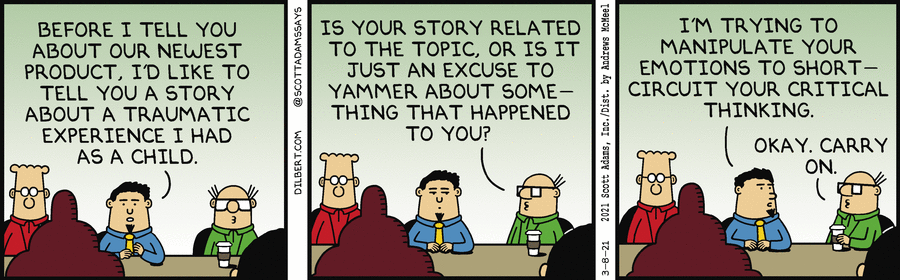 BEFORE I TELL YOU
ABOUT OUR NEWEST
PRODUCT, I'D LIKE TO
TELL YOU A STORY
ABOUT A TRAUMATIC
EXPERIENCE I HAD
AS A CHILD.
DILBERT.COM @SCOTTADAMSSAYS
IS YOUR STORY RELATED
TO THE TOPIC, OR IS IT
JUST AN EXCUSE TO
YAMMER ABOUT SOME–
THING THAT HAPPENED
TO YOU?
3-8-21 2021 Scott Adams, Inc./Dist. by Andrews McMeel
I'M TRYING TO
MANIPULATE YOUR
EMOTIONS TO SHORT–
CIRCUIT YOUR CRITICAL
THINKING.
OKAY. CARRY
ON.